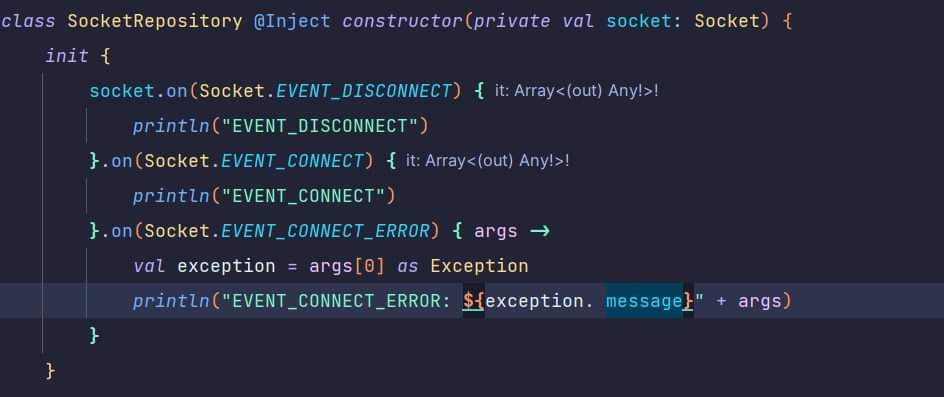 class SocketRepository @Inject constructor(private val socket: Socket) {
init {
socket.on(Socket.EVENT_DISCONNECT) { it: Array<(out) Any!>!
println("EVENT_DISCONNECT")
}.on(Socket.EVENT_CONNECT) { it: Array<(out) Any!>!
println("EVENT_CONNECT")
}.on(Socket.EVENT_CONNECT_ERROR) { args ->
val exception = args[0] as Exception
println("EVENT_CONNECT_ERROR: ${exception. message}" + args)
}
}